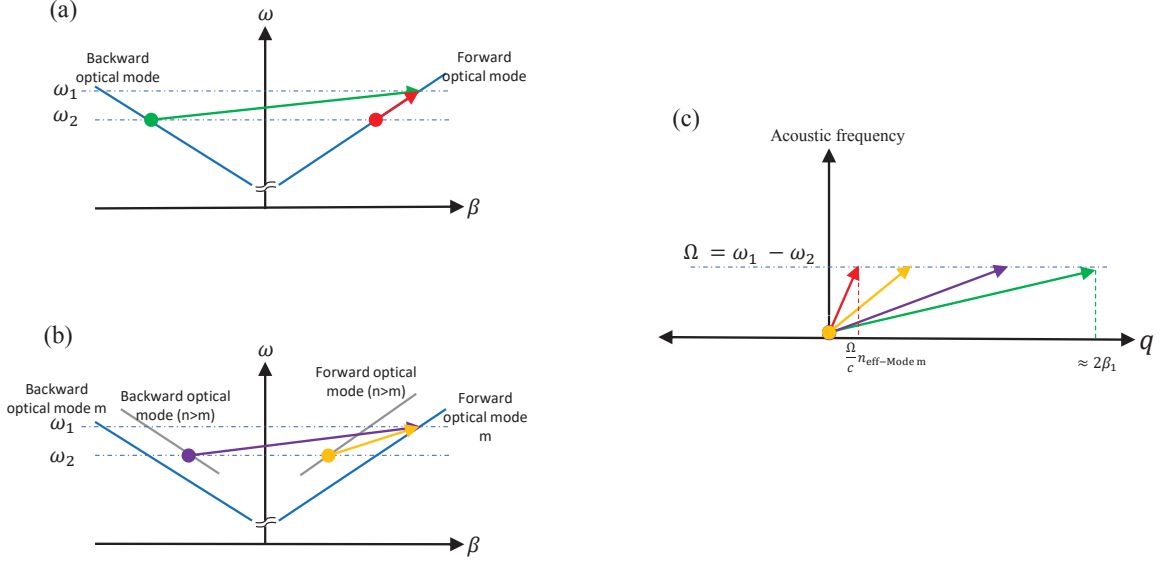 (a)
ω
Backward
optical mode
Forward
optical mode
ω₁
ω₂
β
(b)
ω
Backward
optical mode m
Backward optical
mode (n>m)
Forward optical
mode (n>m)
Forward
optical mode
m
ω₁
ω₂
β
(c)
Acoustic frequency
Ω = ω₁ − ω₂
q
Ω/c n_eff−Mode m
≈ 2β₁